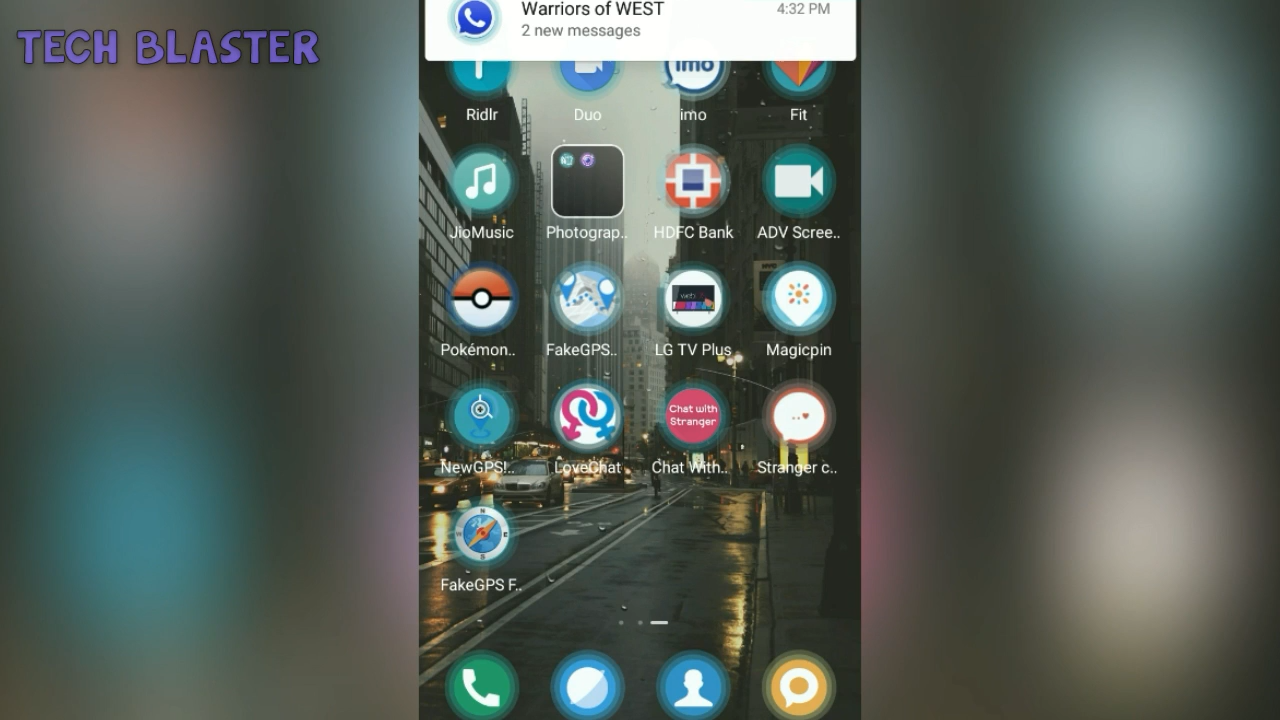 TECH BLASTER
Warriors of WEST
4:32 PM
2 new messages
imo
Ridlr
Duo
imo
Fit
JioMusic
Photograp..
HDFC Bank
ADV Scree..
Pokémon..
FakeGPS..
LG TV Plus
Magicpin
Chat with
Stranger
NewGPS!..
LoveChat
Chat With..
Stranger c..
FakeGPS F..